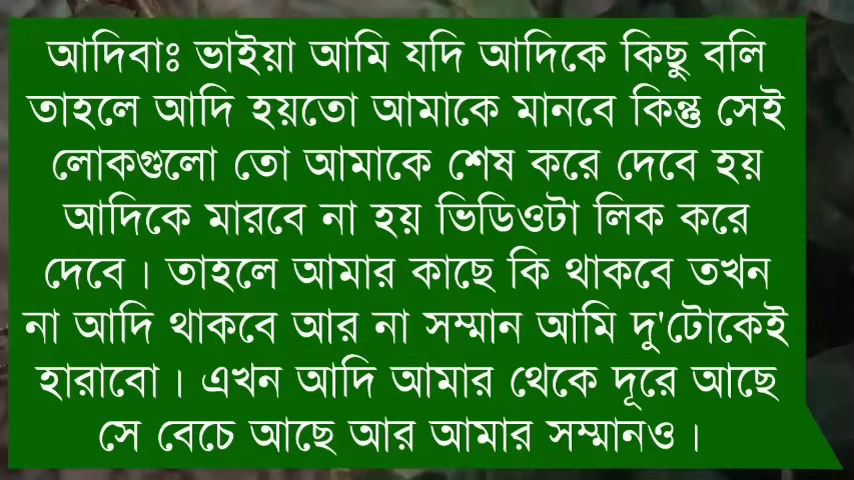 আদিবাঃ ভাইয়া আমি যদি আদিকে কিছু বলি
তাহলে আদি হয়তো আমাকে মানবে কিন্তু সেই
লোকগুলো তো আমাকে শেষ করে দেবে হয়
আদিকে মারবে না হয় ভিডিওটা লিক করে
দেবে। তাহলে আমার কাছে কি থাকবে তখন
না আদি থাকবে আর না সম্মান আমি দু'টোকেই
হারাবো। এখন আদি আমার থেকে দূরে আছে
সে বেচে আছে আর আমার সম্মানও।